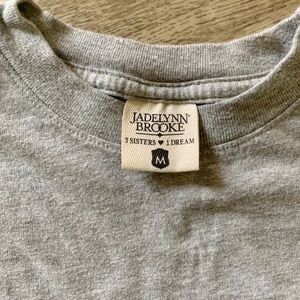 JADELYNN®
BROOKE
3 SISTERS ♥ 1 DREAM
M